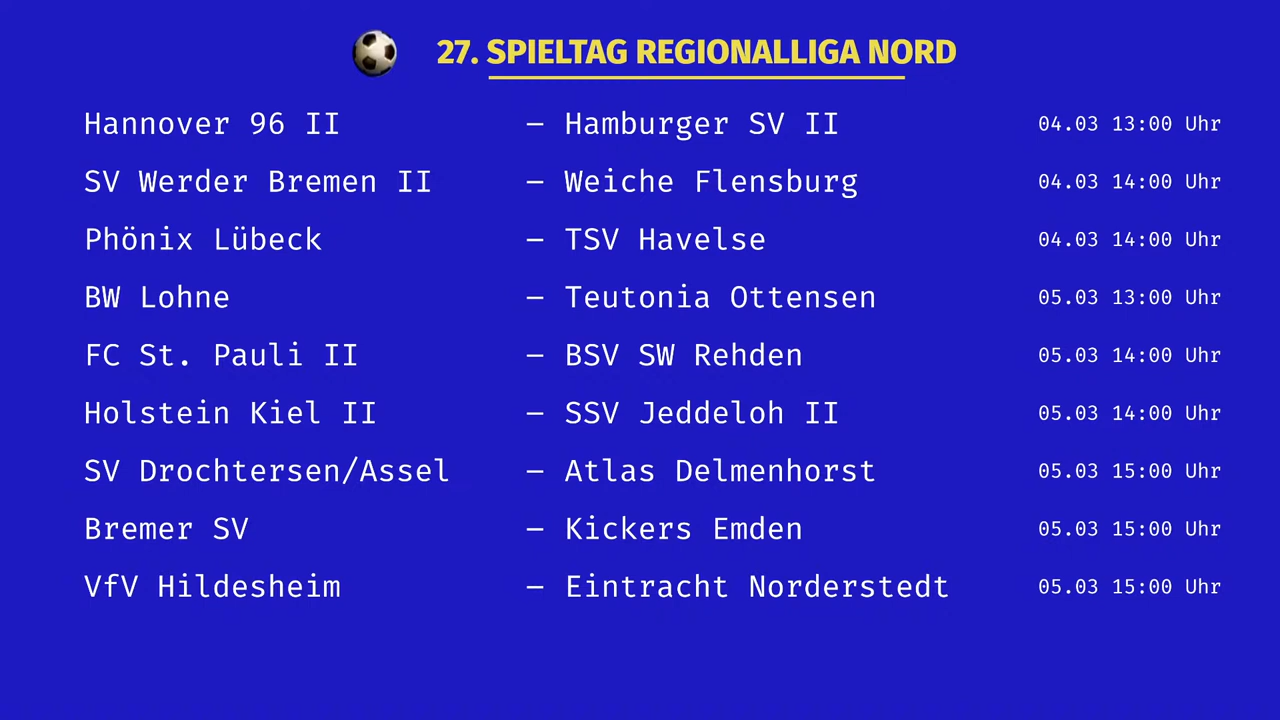 27. SPIELTAG REGIONALLIGA NORD
Hannover 96 II – Hamburger SV II 04.03 13:00 Uhr
SV Werder Bremen II – Weiche Flensburg 04.03 14:00 Uhr
Phönix Lübeck – TSV Havelse 04.03 14:00 Uhr
BW Lohne – Teutonia Ottensen 05.03 13:00 Uhr
FC St. Pauli II – BSV SW Rehden 05.03 14:00 Uhr
Holstein Kiel II – SSV Jeddeloh II 05.03 14:00 Uhr
SV Drochtersen/Assel – Atlas Delmenhorst 05.03 15:00 Uhr
Bremer SV – Kickers Emden 05.03 15:00 Uhr
VfV Hildesheim – Eintracht Norderstedt 05.03 15:00 Uhr